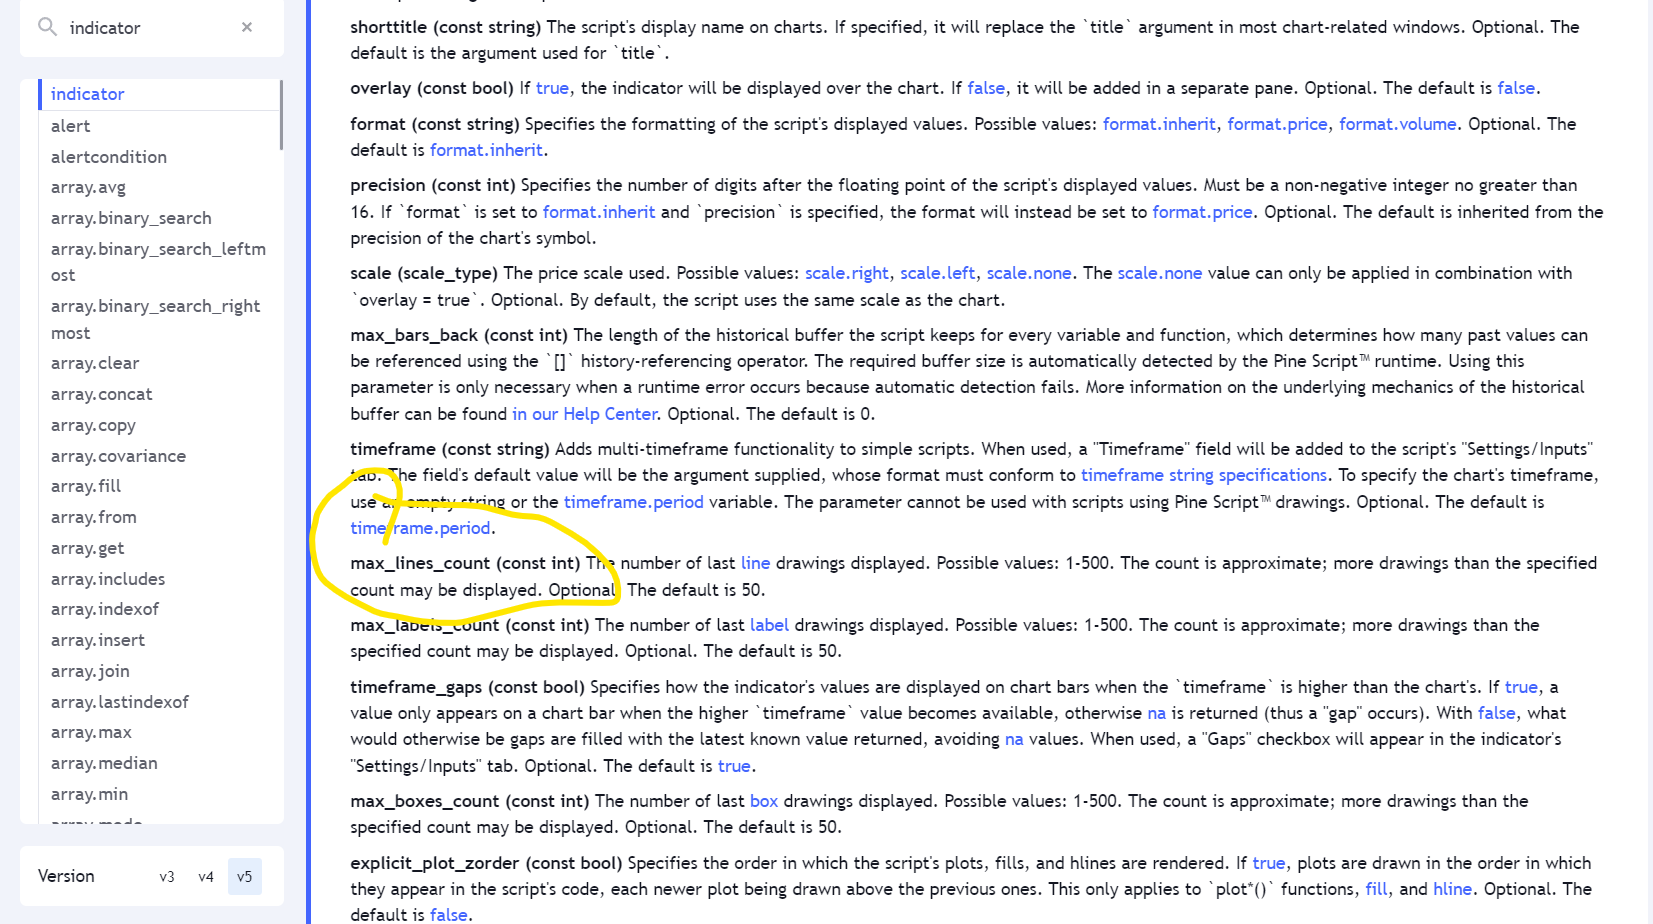 indicator ×
indicator
alert
alertcondition
array.avg
array.binary_search
array.binary_search_leftm
ost
array.binary_search_right
most
array.clear
array.concat
array.copy
array.covariance
array.fill
array.from
array.get
array.includes
array.indexof
array.insert
array.join
array.lastindexof
array.max
array.median
array.min
array.mode
Version v3 v4 v5
shorttitle (const string) The script's display name on charts. If specified, it will replace the `title` argument in most chart-related windows. Optional. The
default is the argument used for `title`.
overlay (const bool) If true, the indicator will be displayed over the chart. If false, it will be added in a separate pane. Optional. The default is false.
format (const string) Specifies the formatting of the script's displayed values. Possible values: format.inherit, format.price, format.volume. Optional. The
default is format.inherit.
precision (const int) Specifies the number of digits after the floating point of the script's displayed values. Must be a non-negative integer no greater than
16. If `format` is set to format.inherit and `precision` is specified, the format will instead be set to format.price. Optional. The default is inherited from the
precision of the chart's symbol.
scale (scale_type) The price scale used. Possible values: scale.right, scale.left, scale.none. The scale.none value can only be applied in combination with
`overlay = true`. Optional. By default, the script uses the same scale as the chart.
max_bars_back (const int) The length of the historical buffer the script keeps for every variable and function, which determines how many past values can
be referenced using the `[]` history-referencing operator. The required buffer size is automatically detected by the Pine Script™ runtime. Using this
parameter is only necessary when a runtime error occurs because automatic detection fails. More information on the underlying mechanics of the historical
buffer can be found in our Help Center. Optional. The default is 0.
timeframe (const string) Adds multi-timeframe functionality to simple scripts. When used, a "Timeframe" field will be added to the script's "Settings/Inputs"
tab. The field's default value will be the argument supplied, whose format must conform to timeframe string specifications. To specify the chart's timeframe,
use an empty string or the timeframe.period variable. The parameter cannot be used with scripts using Pine Script™ drawings. Optional. The default is
timeframe.period.
max_lines_count (const int) The number of last line drawings displayed. Possible values: 1-500. The count is approximate; more drawings than the specified
count may be displayed. Optional. The default is 50.
max_labels_count (const int) The number of last label drawings displayed. Possible values: 1-500. The count is approximate; more drawings than the
specified count may be displayed. Optional. The default is 50.
timeframe_gaps (const bool) Specifies how the indicator's values are displayed on chart bars when the `timeframe` is higher than the chart's. If true, a
value only appears on a chart bar when the higher `timeframe` value becomes available, otherwise na is returned (thus a "gap" occurs). With false, what
would otherwise be gaps are filled with the latest known value returned, avoiding na values. When used, a "Gaps" checkbox will appear in the indicator's
"Settings/Inputs" tab. Optional. The default is true.
max_boxes_count (const int) The number of last box drawings displayed. Possible values: 1-500. The count is approximate; more drawings than the
specified count may be displayed. Optional. The default is 50.
explicit_plot_zorder (const bool) Specifies the order in which the script's plots, fills, and hlines are rendered. If true, plots are drawn in the order in which
they appear in the script's code, each newer plot being drawn above the previous ones. This only applies to `plot*()` functions, fill, and hline. Optional. The
default is false.